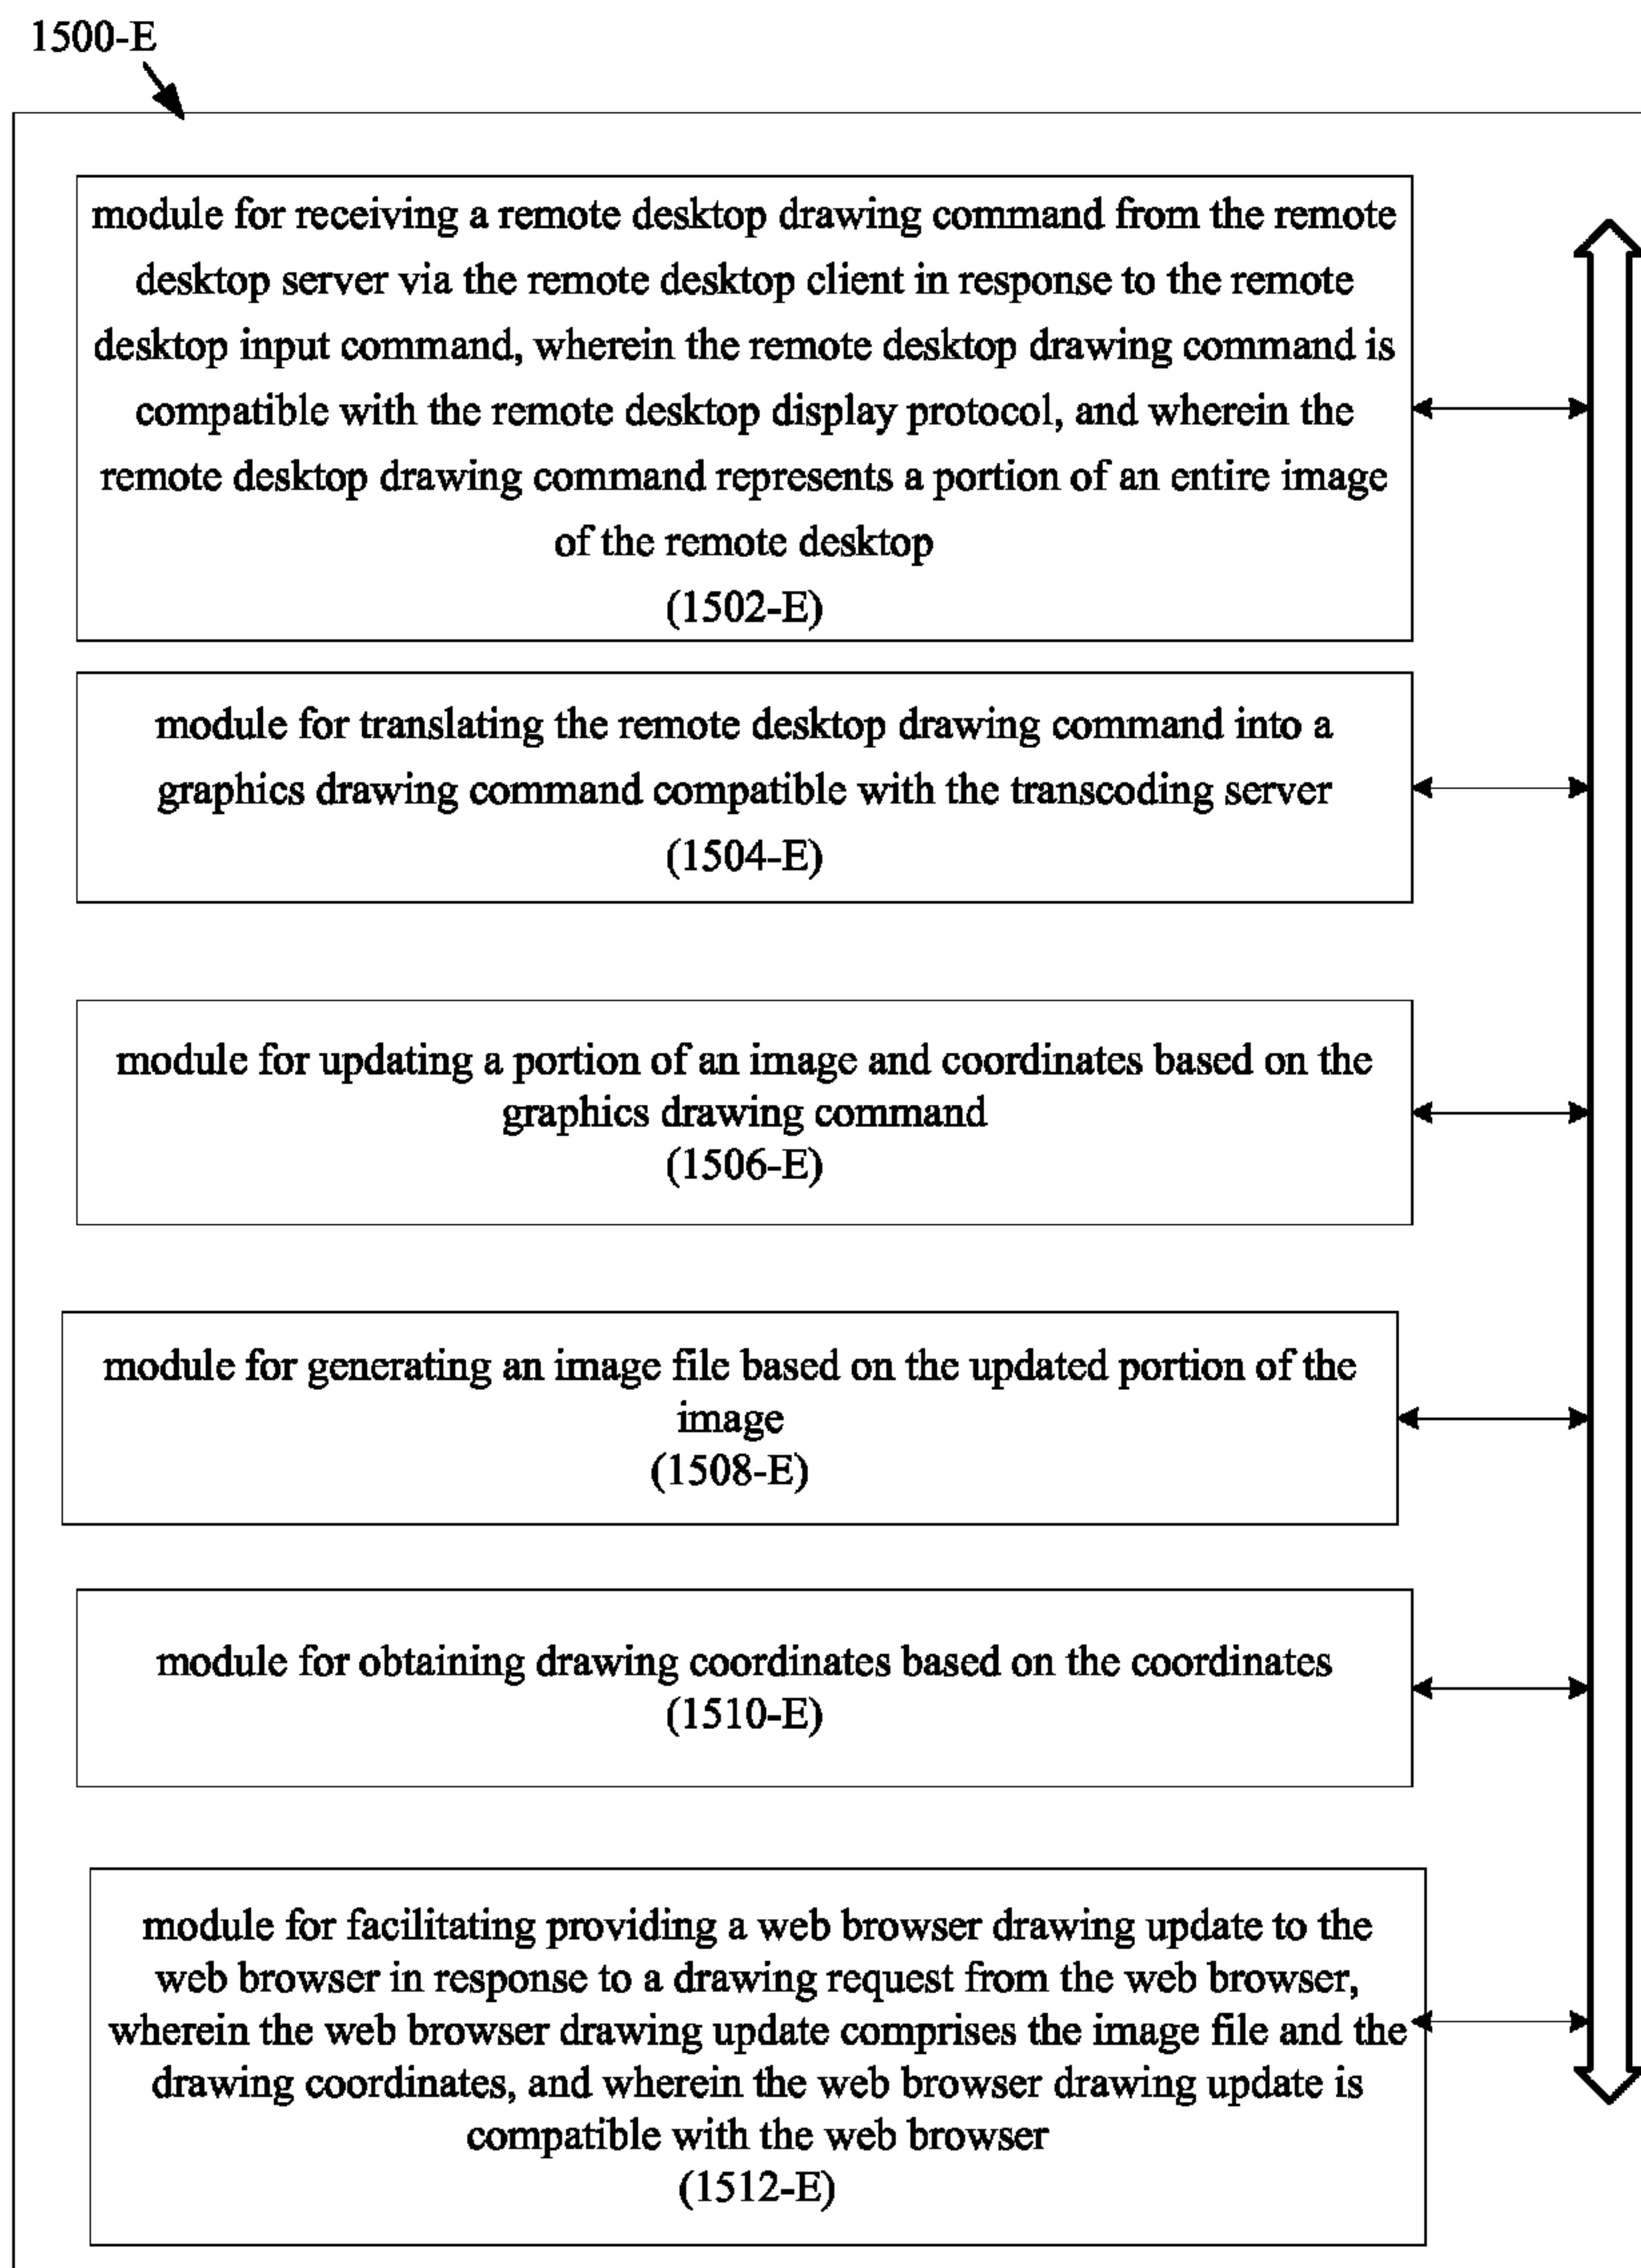 1500-E
module for receiving a remote desktop drawing command from the remote
desktop server via the remote desktop client in response to the remote
desktop input command, wherein the remote desktop drawing command is
compatible with the remote desktop display protocol, and wherein the
remote desktop drawing command represents a portion of an entire image
of the remote desktop
(1502-E)
module for translating the remote desktop drawing command into a
graphics drawing command compatible with the transcoding server
(1504-E)
module for updating a portion of an image and coordinates based on the
graphics drawing command
(1506-E)
module for generating an image file based on the updated portion of the
image
(1508-E)
module for obtaining drawing coordinates based on the coordinates
(1510-E)
module for facilitating providing a web browser drawing update to the
web browser in response to a drawing request from the web browser,
wherein the web browser drawing update comprises the image file and the
drawing coordinates, and wherein the web browser drawing update is
compatible with the web browser
(1512-E)